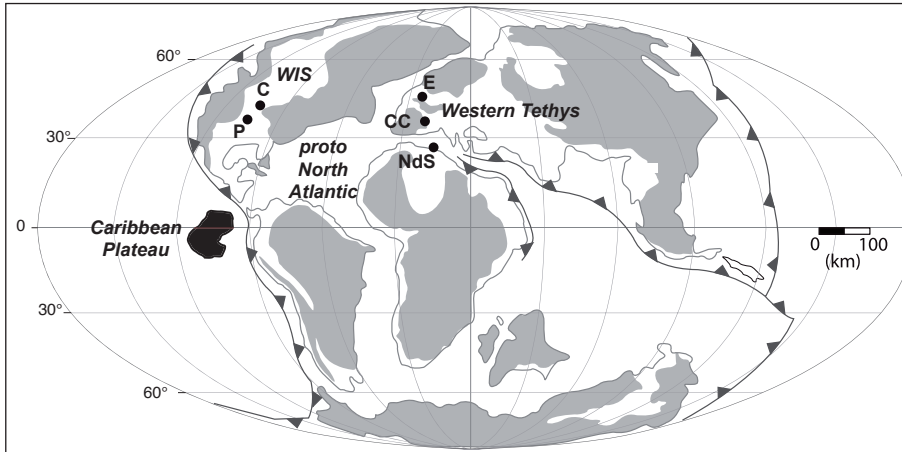 60°
WIS
C
E
P
CC
Western Tethys
30°
proto
North
Atlantic
NdS
Caribbean
Plateau
0
0 100
(km)
30°
60°